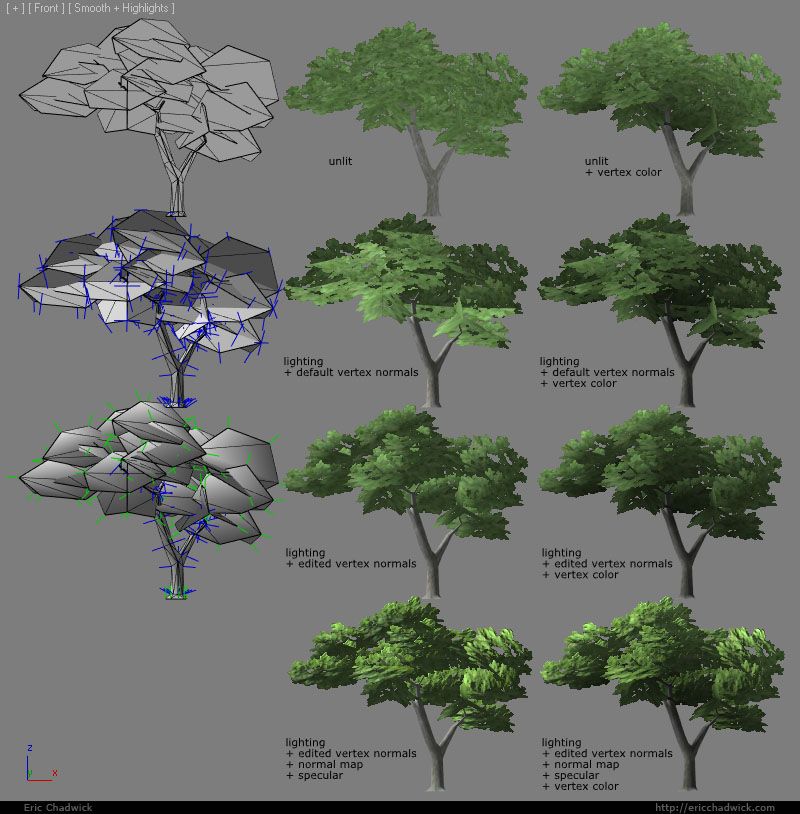 [ + ] [ Front ] [ Smooth + Highlights ]
unlit
unlit
+ vertex color
lighting
+ default vertex normals
lighting
+ default vertex normals
+ vertex color
lighting
+ edited vertex normals
lighting
+ edited vertex normals
+ vertex color
lighting
+ edited vertex normals
+ normal map
+ specular
lighting
+ edited vertex normals
+ normal map
+ specular
+ vertex color
z
y
x
Eric Chadwick
http://ericchadwick.com